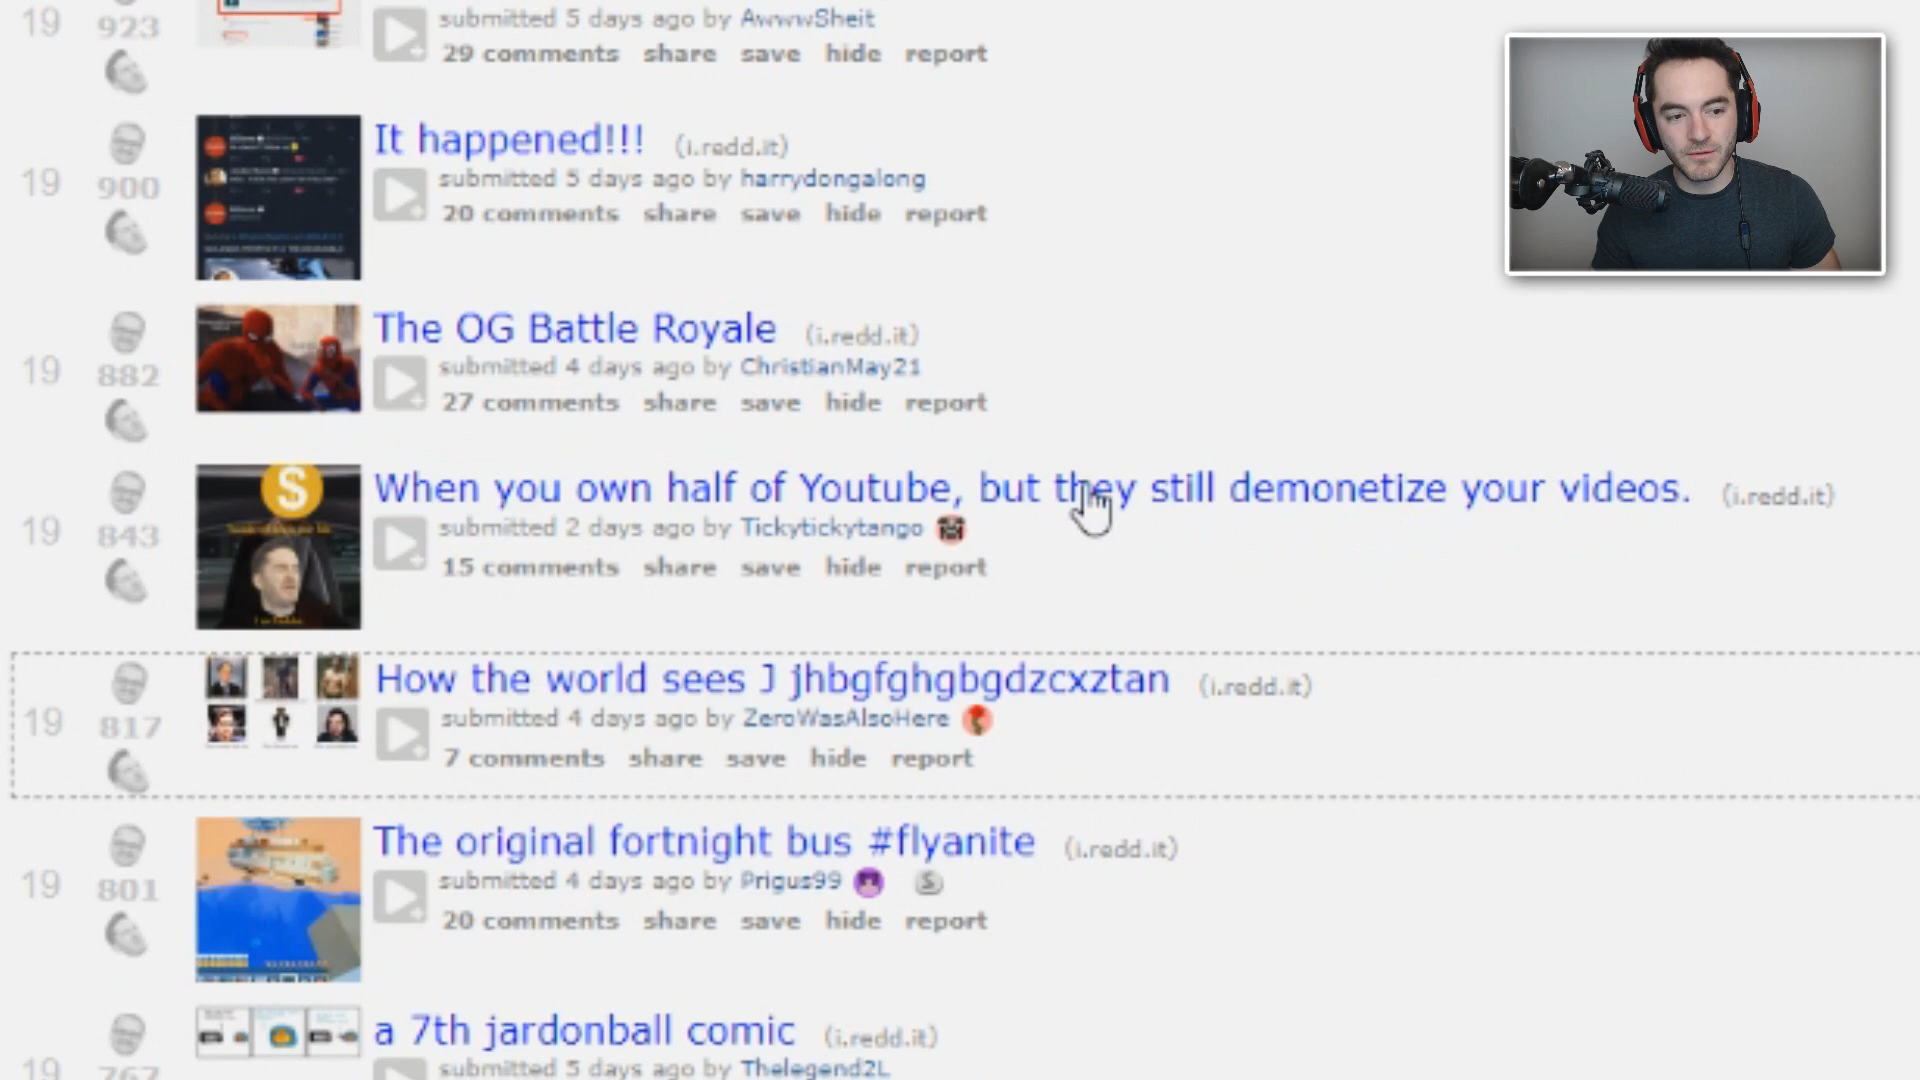 19
923
submitted 5 days ago by AwwwSheit
29 comments share save hide report
It happened!!! (i.redd.it)
19
900
submitted 5 days ago by harrydongalong
20 comments share save hide report
The OG Battle Royale (i.redd.it)
19
882
submitted 4 days ago by ChristianMay21
27 comments share save hide report
S
When you own half of Youtube, but they still demonetize your videos. (i.redd.it)
19
843
submitted 2 days ago by Tickytickytango
15 comments share save hide report
How the world sees J jhbgfghgbgdzcxztan (i.redd.it)
19
817
submitted 4 days ago by ZeroWasAlsoHere
7 comments share save hide report
The original fortnight bus #flyanite (i.redd.it)
19
801
submitted 4 days ago by Prigus99 S
20 comments share save hide report
a 7th jardonball comic (i.redd.it)
19
767
submitted 5 days ago by Thelegend2L